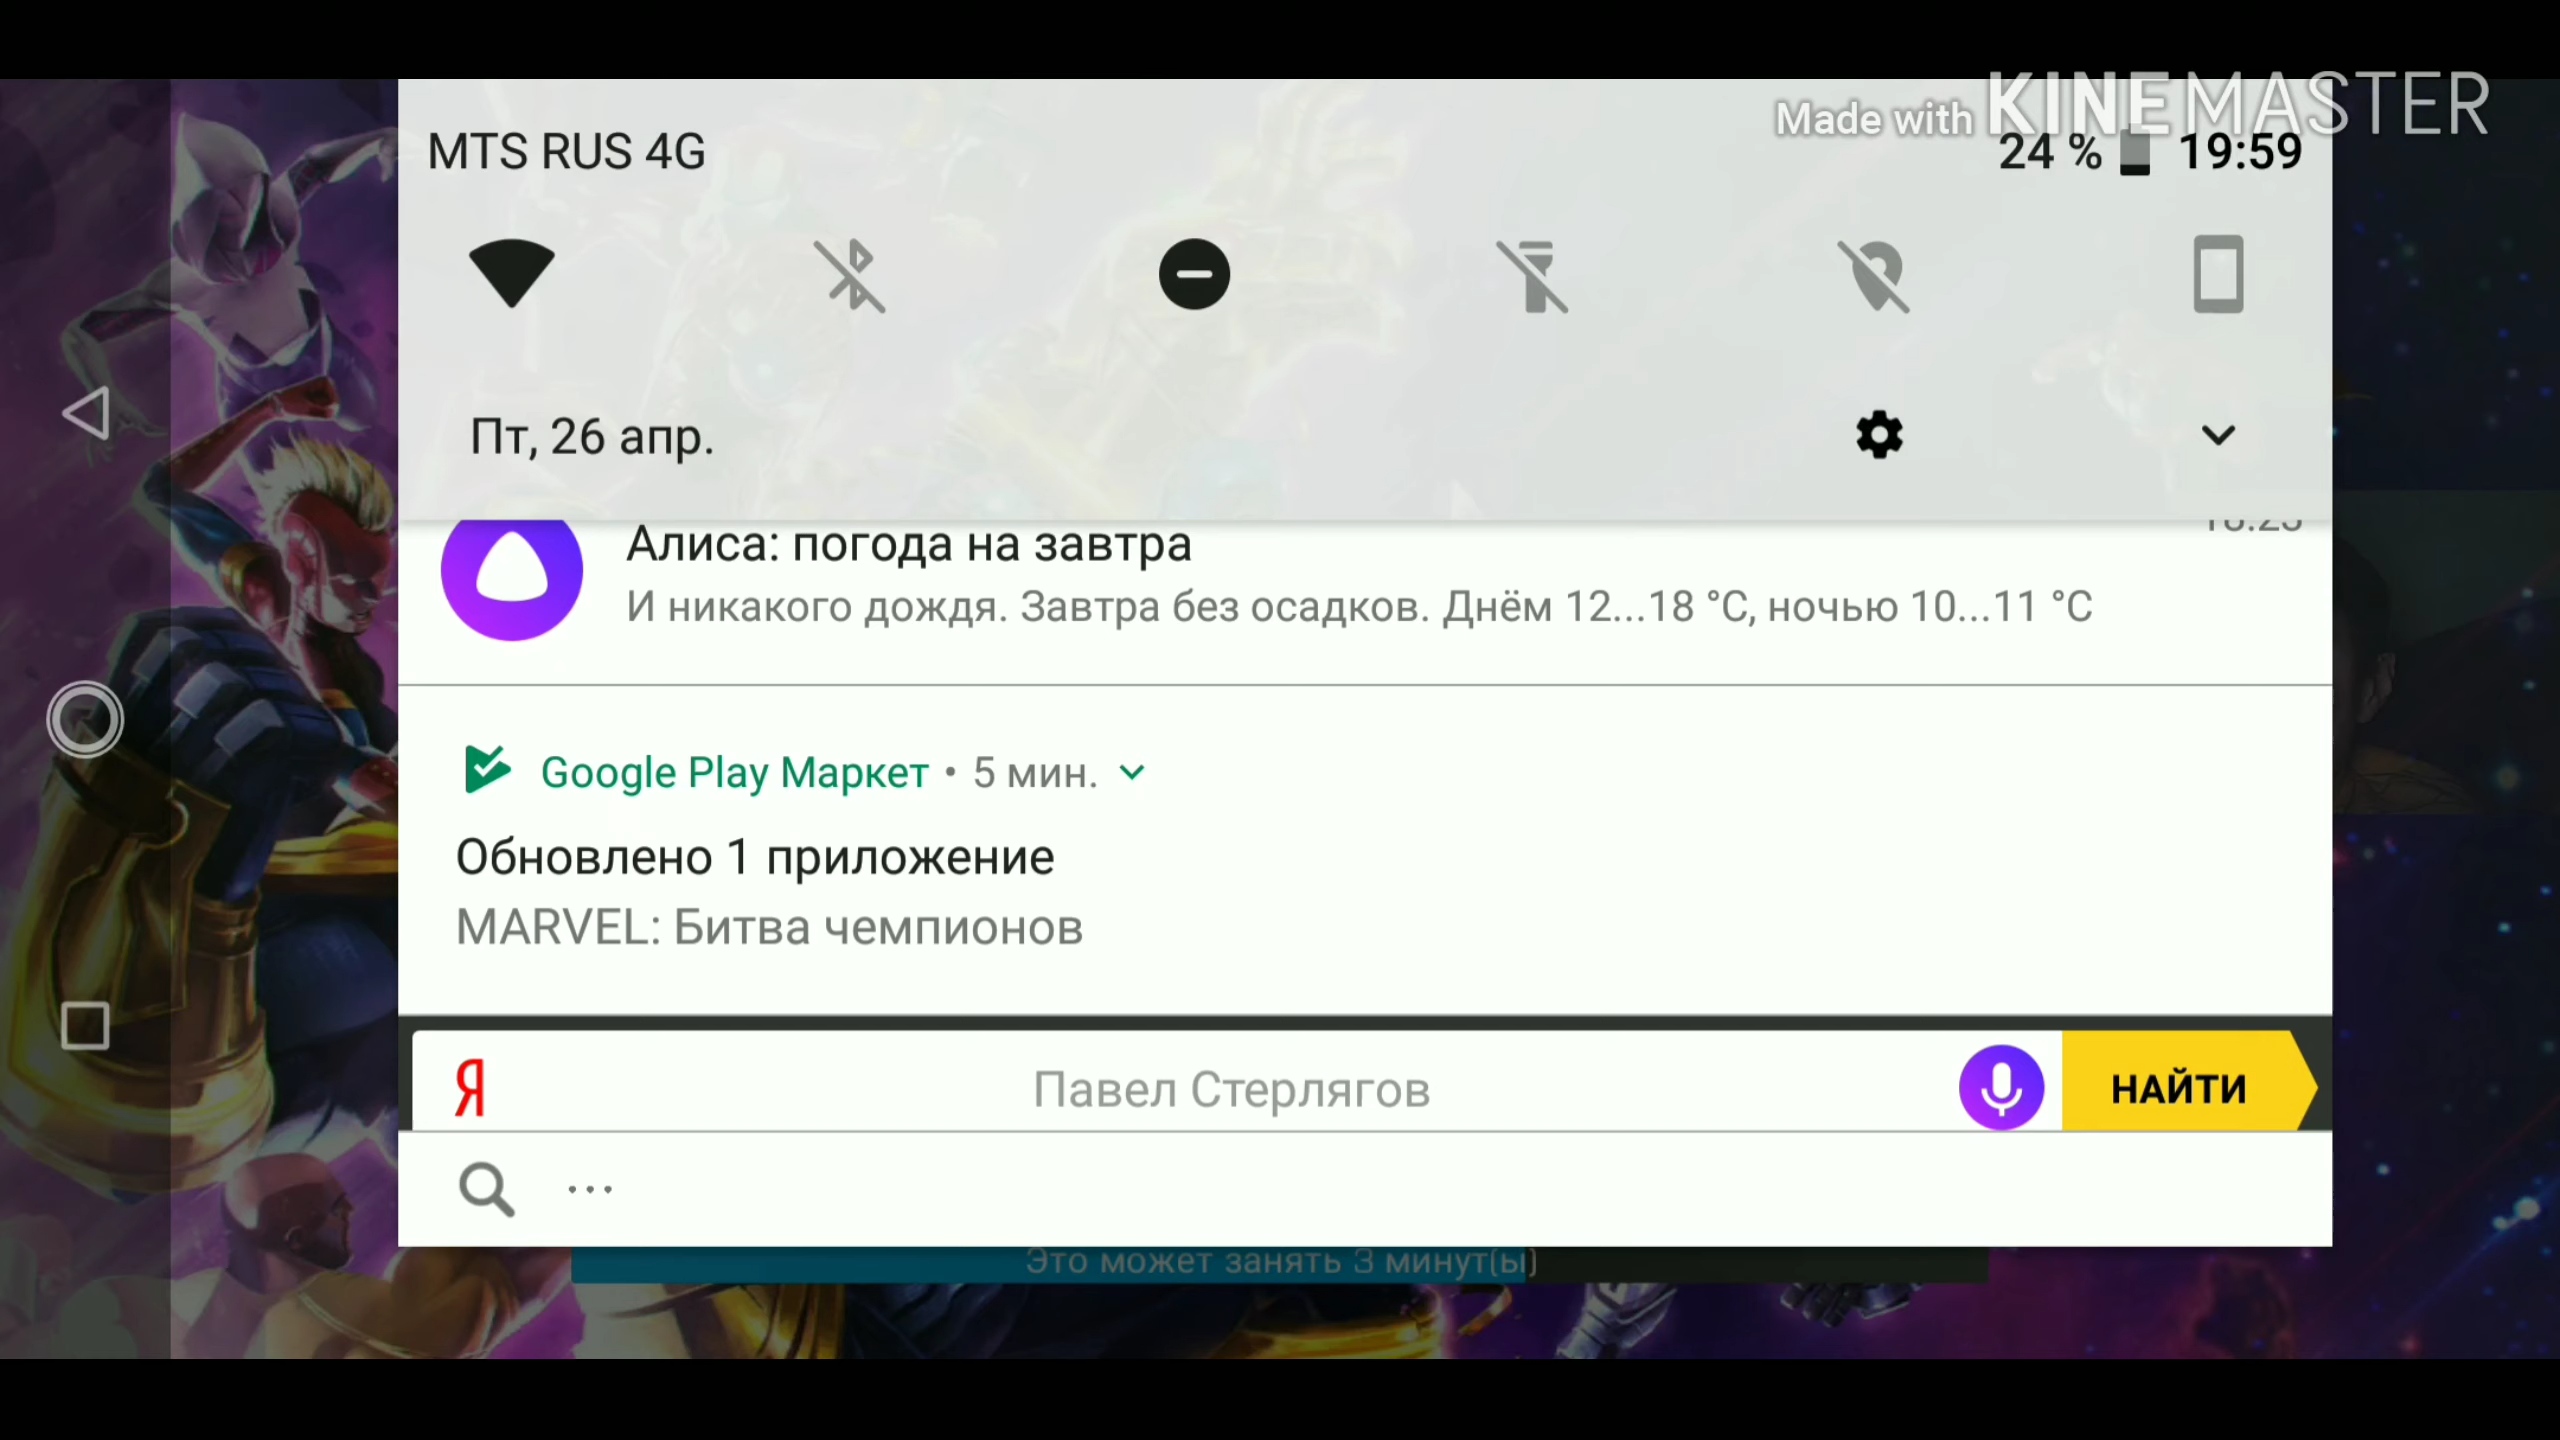 Made with KINEMASTER
MTS RUS 4G
24 % 19:59
Пт, 26 апр.
Алиса: погода на завтра
И никакого дождя. Завтра без осадков. Днём 12...18 °C, ночью 10...11 °C
Google Play Маркет • 5 мин.
Обновлено 1 приложение
MARVEL: Битва чемпионов
Я Павел Стерлягов НАЙТИ
...
Это может занять 3 минут(ы)